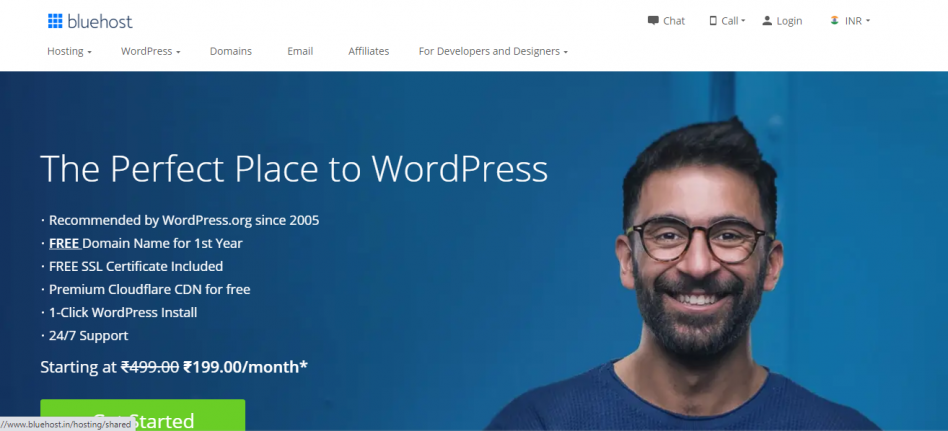 bluehost
Chat
Call
Login
INR
Hosting
WordPress
Domains
Email
Affiliates
For Developers and Designers
The Perfect Place to WordPress
· Recommended by WordPress.org since 2005
· FREE Domain Name for 1st Year
· FREE SSL Certificate Included
· Premium Cloudflare CDN for free
· 1-Click WordPress Install
· 24/7 Support
Starting at ₹499.00 ₹199.00/month*
Get Started
//www.bluehost.in/hosting/shared